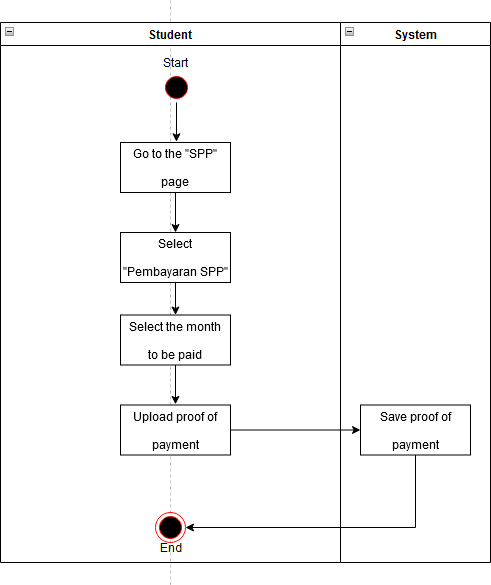 Student
System
Start
Go to the "SPP"
page
Select
"Pembayaran SPP"
Select the month
to be paid
Upload proof of
payment
Save proof of
payment
End